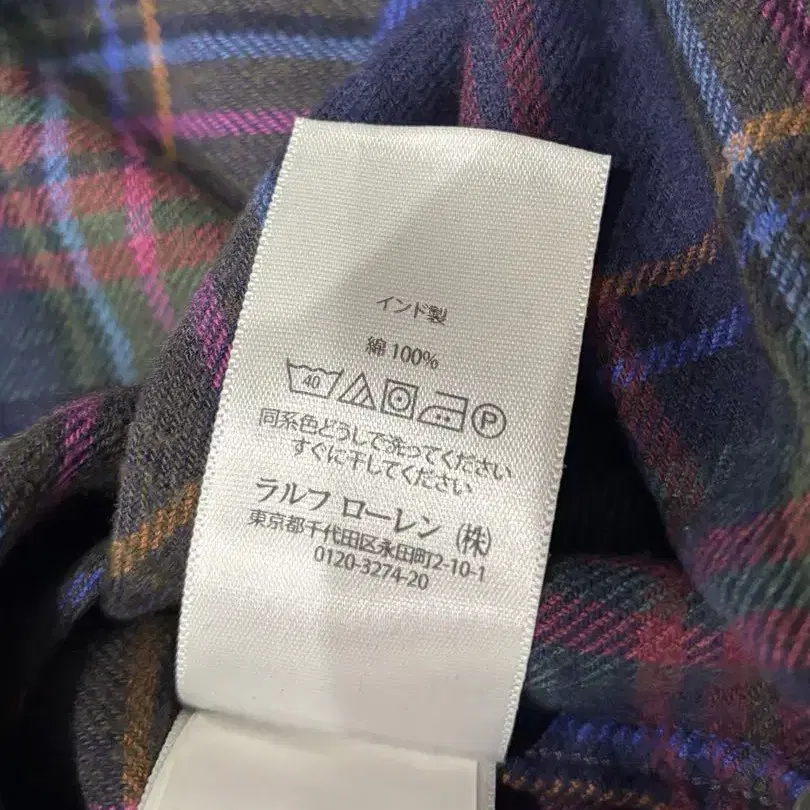 インド製
綿 100%
40 P
同系色どうしで洗ってください
すぐに干してください
ラルフ ローレン (株)
東京都千代田区永田町2-10-1
0120-3274-20